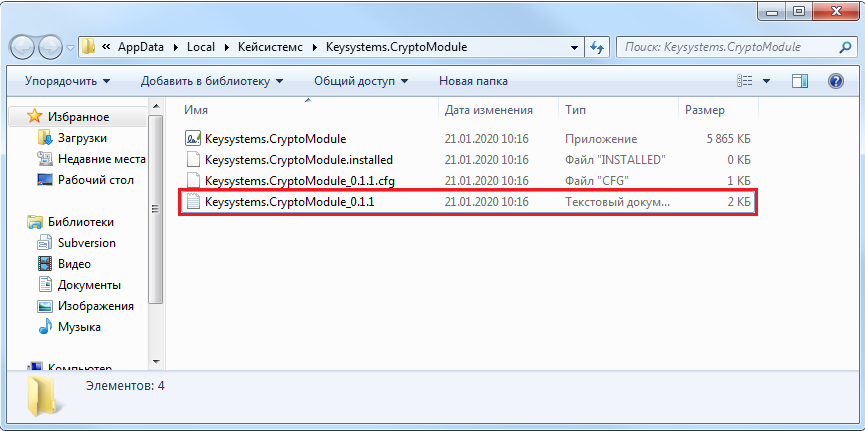 « AppData ▸ Local ▸ Кейсистемс ▸ Keysystems.CryptoModule
Поиск: Keysystems.CryptoModule
Упорядочить Добавить в библиотеку Общий доступ Новая папка
Избранное
Загрузки
Недавние места
Рабочий стол
Библиотеки
Subversion
Видео
Документы
Изображения
Музыка
Компьютер
Имя Дата изменения Тип Размер
Keysystems.CryptoModule 21.01.2020 10:16 Приложение 5 865 КБ
Keysystems.CryptoModule.installed 21.01.2020 10:16 Файл "INSTALLED" 0 КБ
Keysystems.CryptoModule_0.1.1.cfg 21.01.2020 10:16 Файл "CFG" 1 КБ
Keysystems.CryptoModule_0.1.1 21.01.2020 10:16 Текстовый докум... 2 КБ
Элементов: 4